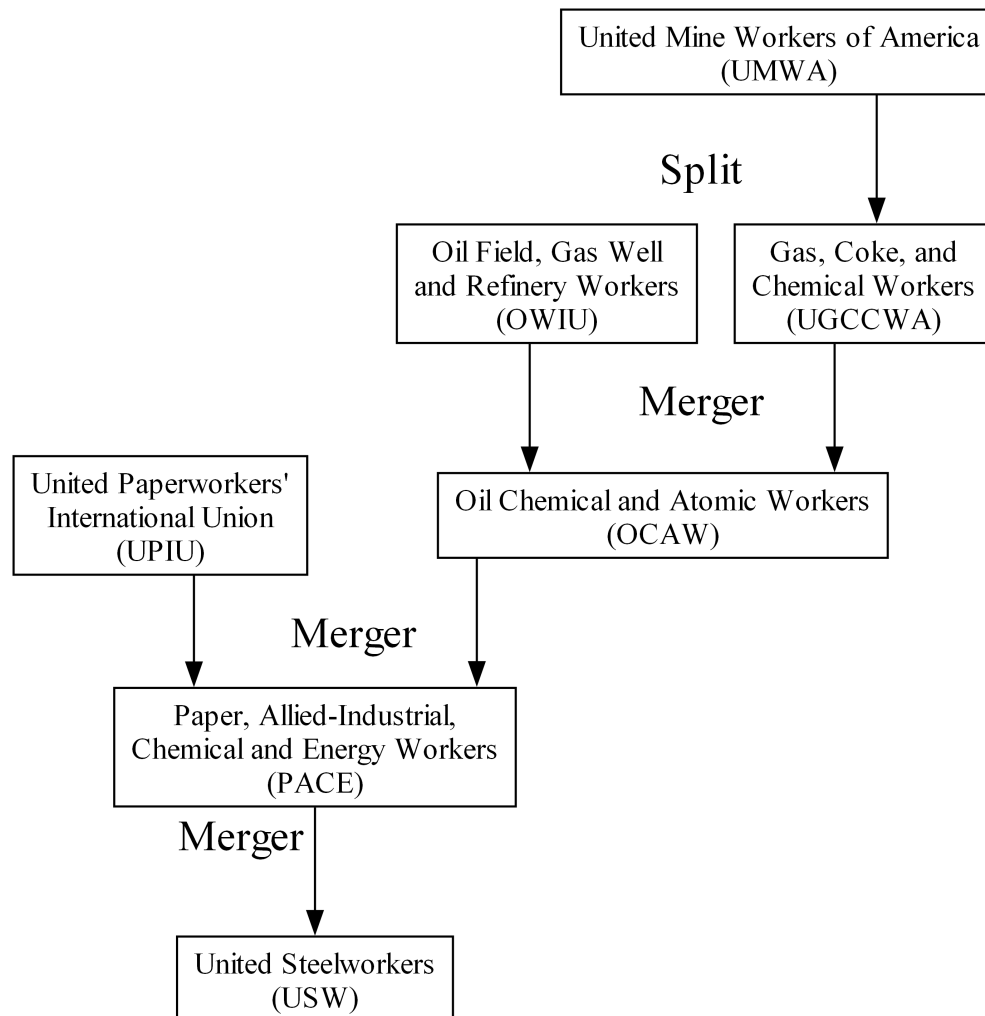 United Mine Workers of America
(UMWA)
Split
Oil Field, Gas Well
and Refinery Workers
(OWIU)
Gas, Coke, and
Chemical Workers
(UGCCWA)
Merger
United Paperworkers'
International Union
(UPIU)
Oil Chemical and Atomic Workers
(OCAW)
Merger
Paper, Allied-Industrial,
Chemical and Energy Workers
(PACE)
Merger
United Steelworkers
(USW)